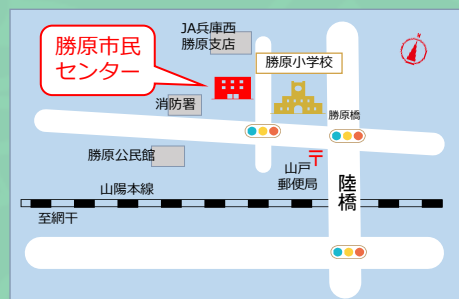 JA兵庫西
勝原支店
勝原市民
センター
勝原小学校
消防署
勝原橋
勝原公民館
〒
山戸
郵便局
陸橋
山陽本線
至網干